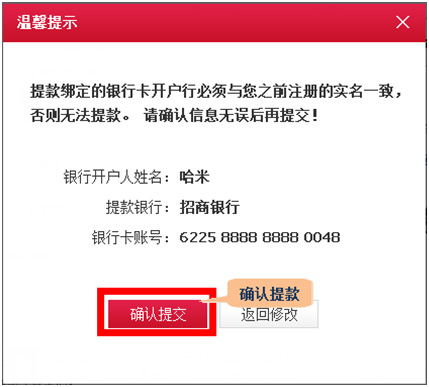 温馨提示
提款绑定的银行卡开户行必须与您之前注册的实名一致，
否则无法提款。 请确认信息无误后再提交！
银行开户人姓名：哈米
提款银行：招商银行
银行卡账号：6225 8888 8888 0048
确认提款
确认提交 返回修改